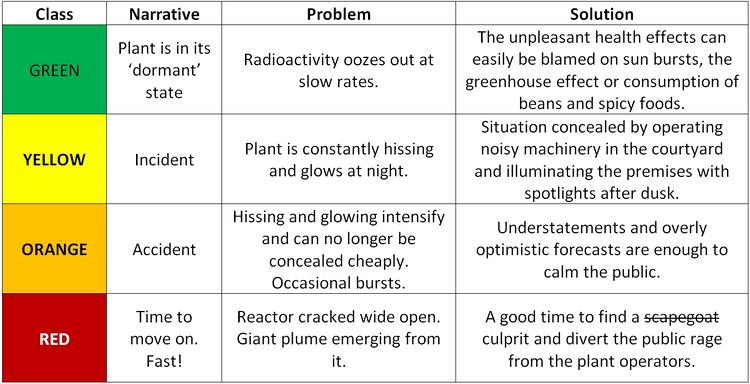 Class Narrative Problem Solution
GREEN
Plant is in its
‘dormant’
state
Radioactivity oozes out at
slow rates.
The unpleasant health effects can
easily be blamed on sun bursts, the
greenhouse effect or consumption of
beans and spicy foods.
YELLOW
Incident
Plant is constantly hissing
and glows at night.
Situation concealed by operating
noisy machinery in the courtyard
and illuminating the premises with
spotlights after dusk.
ORANGE
Accident
Hissing and glowing intensify
and can no longer be
concealed cheaply.
Occasional bursts.
Understatements and overly
optimistic forecasts are enough to
calm the public.
RED
Time to
move on.
Fast!
Reactor cracked wide open.
Giant plume emerging from
it.
A good time to find a scapegoat
culprit and divert the public rage
from the plant operators.